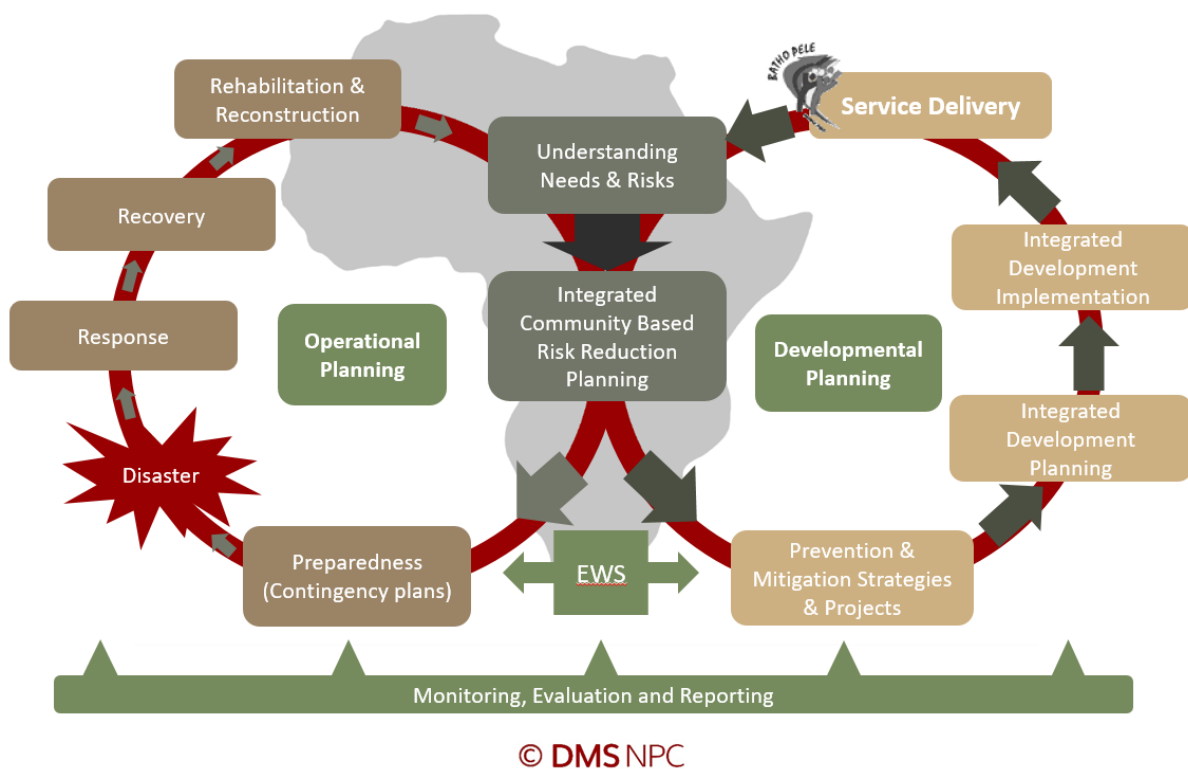 BATHO PELE
Service Delivery
Rehabilitation &
Reconstruction
Understanding
Needs & Risks
Recovery
Integrated
Development
Implementation
Response
Operational
Planning
Integrated
Community Based
Risk Reduction
Planning
Developmental
Planning
Integrated
Development
Planning
Disaster
Preparedness
(Contingency plans)
EWS
Prevention &
Mitigation Strategies
& Projects
Monitoring, Evaluation and Reporting
© DMS NPC